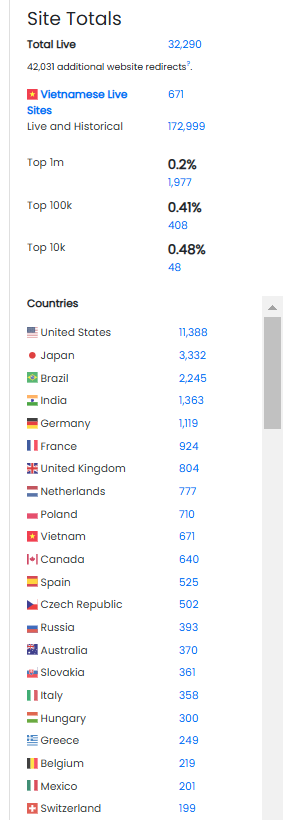 Site Totals
Total Live 32,290
42,031 additional website redirects?.
Vietnamese Live 671
Sites
Live and Historical 172,999
Top 1m 0.2%
1,977
Top 100k 0.41%
408
Top 10k 0.48%
48
Countries
United States 11,388
Japan 3,332
Brazil 2,245
India 1,363
Germany 1,119
France 924
United Kingdom 804
Netherlands 777
Poland 710
Vietnam 671
Canada 640
Spain 525
Czech Republic 502
Russia 393
Australia 370
Slovakia 361
Italy 358
Hungary 300
Greece 249
Belgium 219
Mexico 201
Switzerland 199